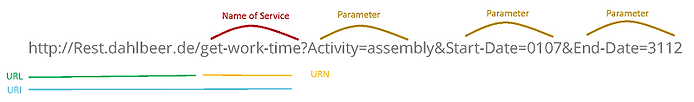 Name of Service Parameter Parameter Parameter
http://Rest.dahlbeer.de/get-work-time?Activity=assembly&Start-Date=0107&End-Date=3112
URL URN
URI